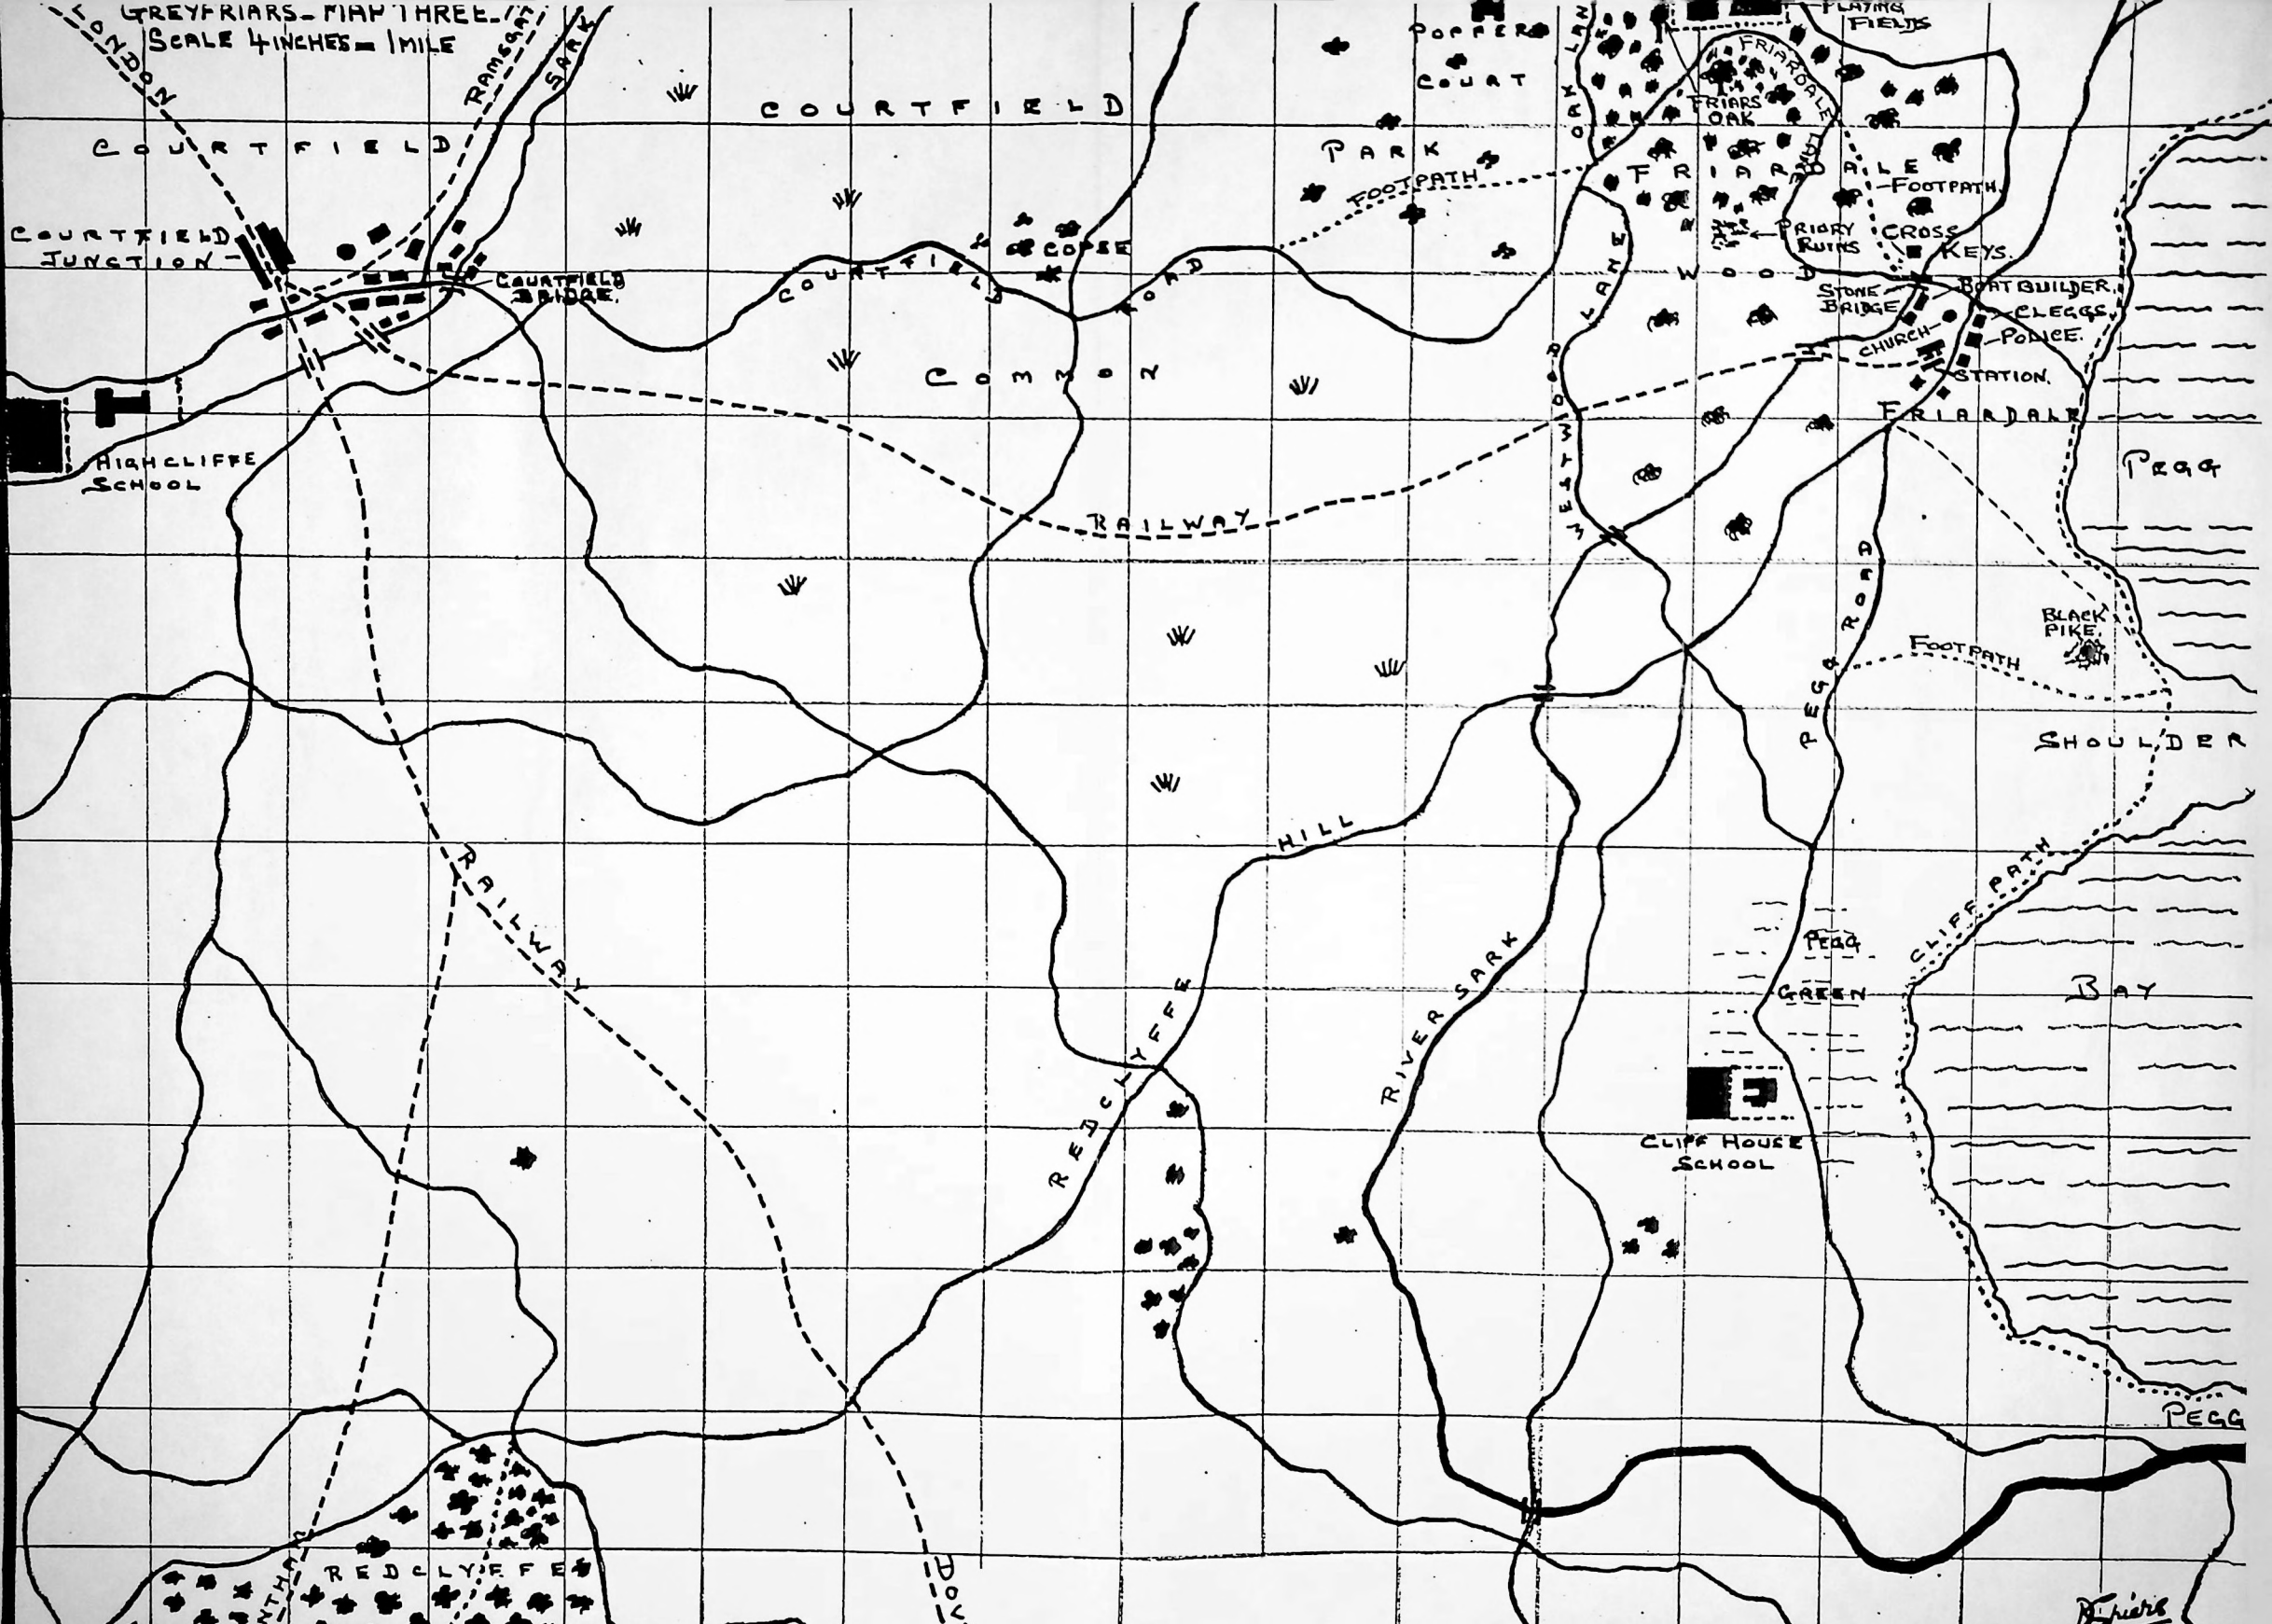 GREYFRIARS - MAP THREE.
SCALE 4 INCHES = 1 MILE
LONDON
SARK
COURTFIELD
COURTFIELD
JUNCTION
COURTFIELD
BRIDGE.
HIGHCLIFFE
SCHOOL
COURTFIELD
COPSE
COURTFIELD ROAD
COMMON
RAILWAY
POPPER
COURT
PARK
FOOTPATH
OAK LANE
PLAYING
FIELDS
FRIARDALE
FRIARS
OAK
FRIARDALE
FOOTPATH.
PRIORY
RUINS
CROSS
KEYS.
WOOD
STONE
BRIDGE
BOATBUILDER.
CLEGGS.
CHURCH
POLICE.
STATION.
FRIARDALE
WESTWOOD LANE
PEGG
BLACK
PIKE.
FOOTPATH
PEGG ROAD
SHOULDER
CLIFF PATH
PEGG
GREEN
BAY
CLIFF HOUSE
SCHOOL
RIVER SARK
REDCLYFFE HILL
RAILWAY
PEGG
REDCLYFFE
DOV